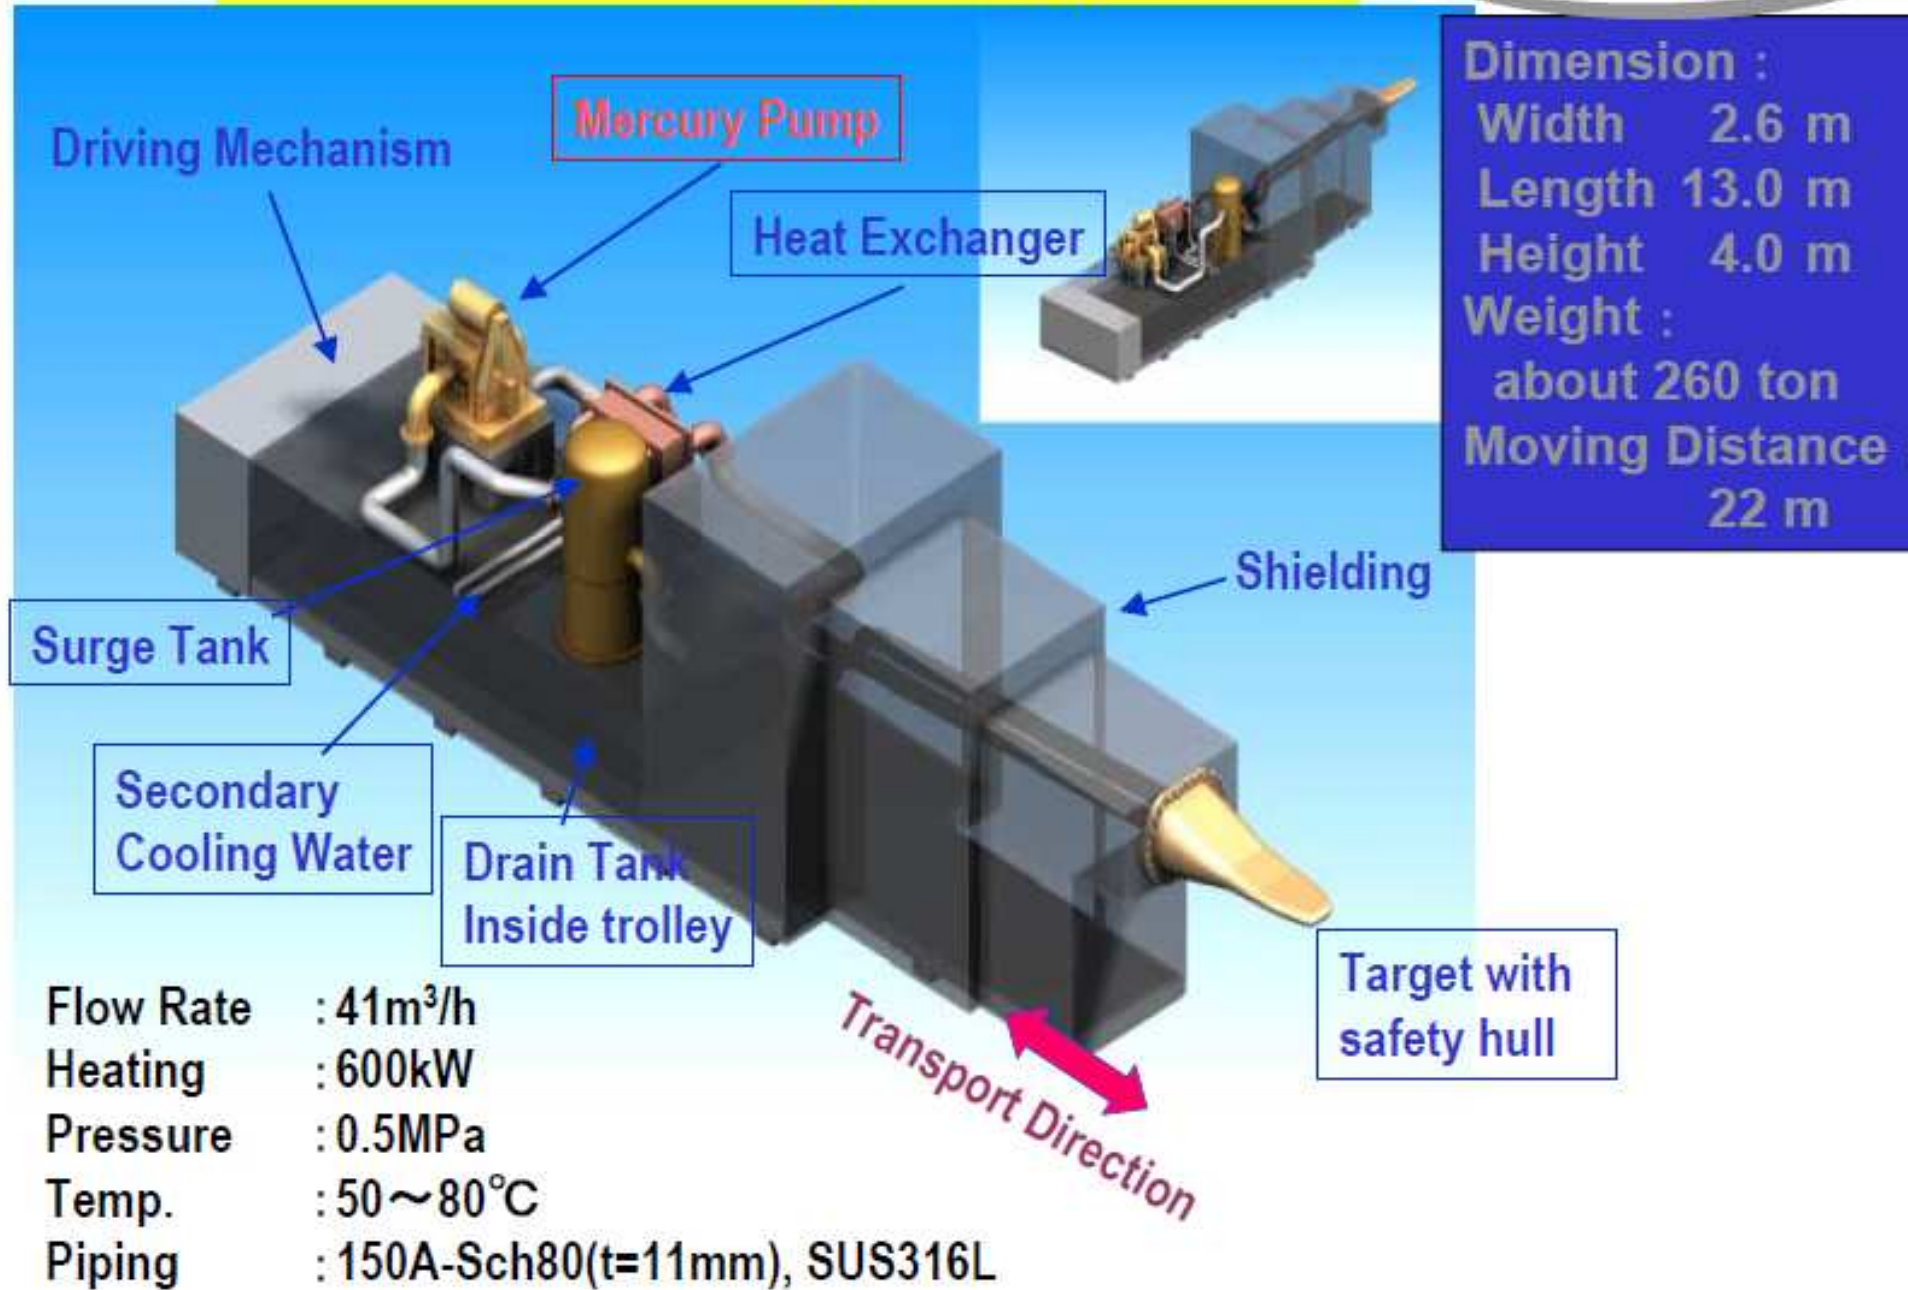 Dimension :
Width 2.6 m
Length 13.0 m
Height 4.0 m
Weight :
about 260 ton
Moving Distance
22 m
Mercury Pump
Driving Mechanism
Heat Exchanger
Shielding
Surge Tank
Secondary
Cooling Water
Drain Tank
Inside trolley
Target with
safety hull
Transport Direction
Flow Rate : 41m³/h
Heating : 600kW
Pressure : 0.5MPa
Temp. : 50～80℃
Piping : 150A-Sch80(t=11mm), SUS316L